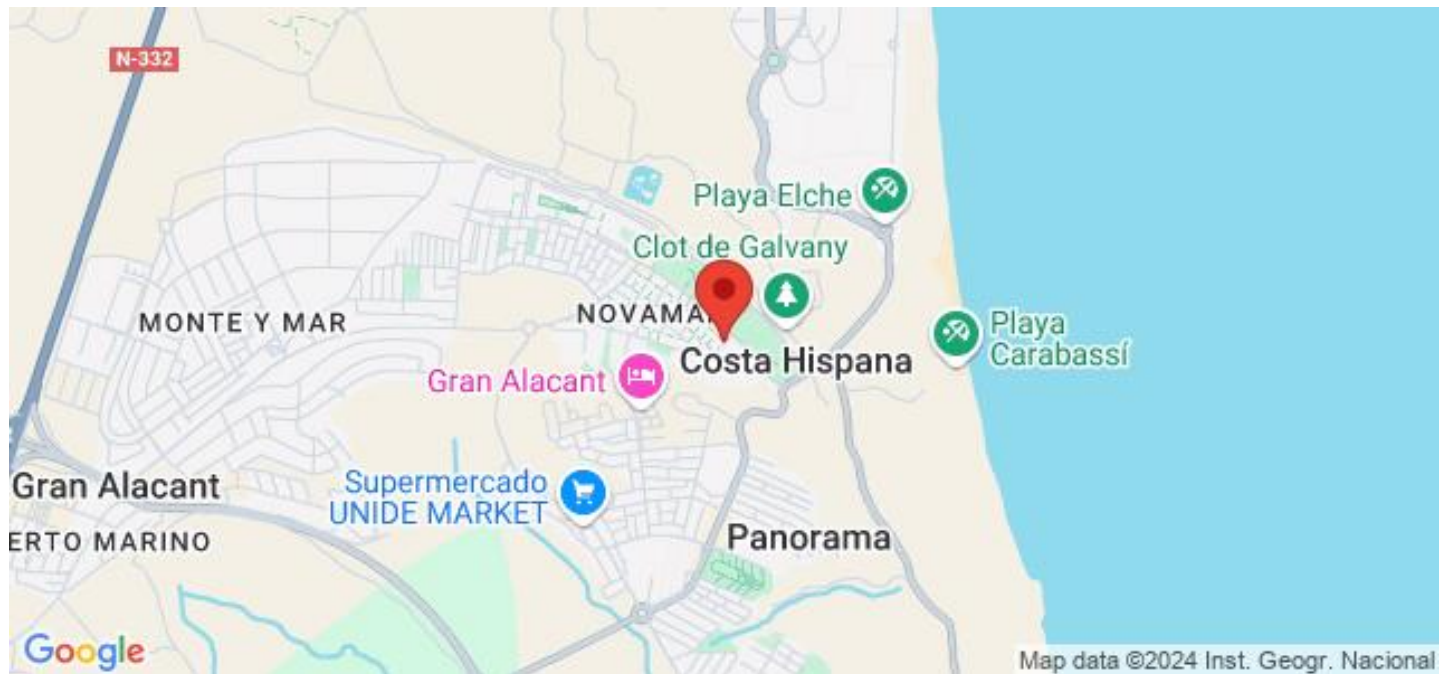 N-332
Playa Elche
Clot de Galvany
MONTE Y MAR
NOVAMA
Playa
Carabassí
Costa Hispana
Gran Alacant
Gran Alacant
Supermercado
UNIDE MARKET
ERTO MARINO
Panorama
Google
Map data ©2024 Inst. Geogr. Nacional